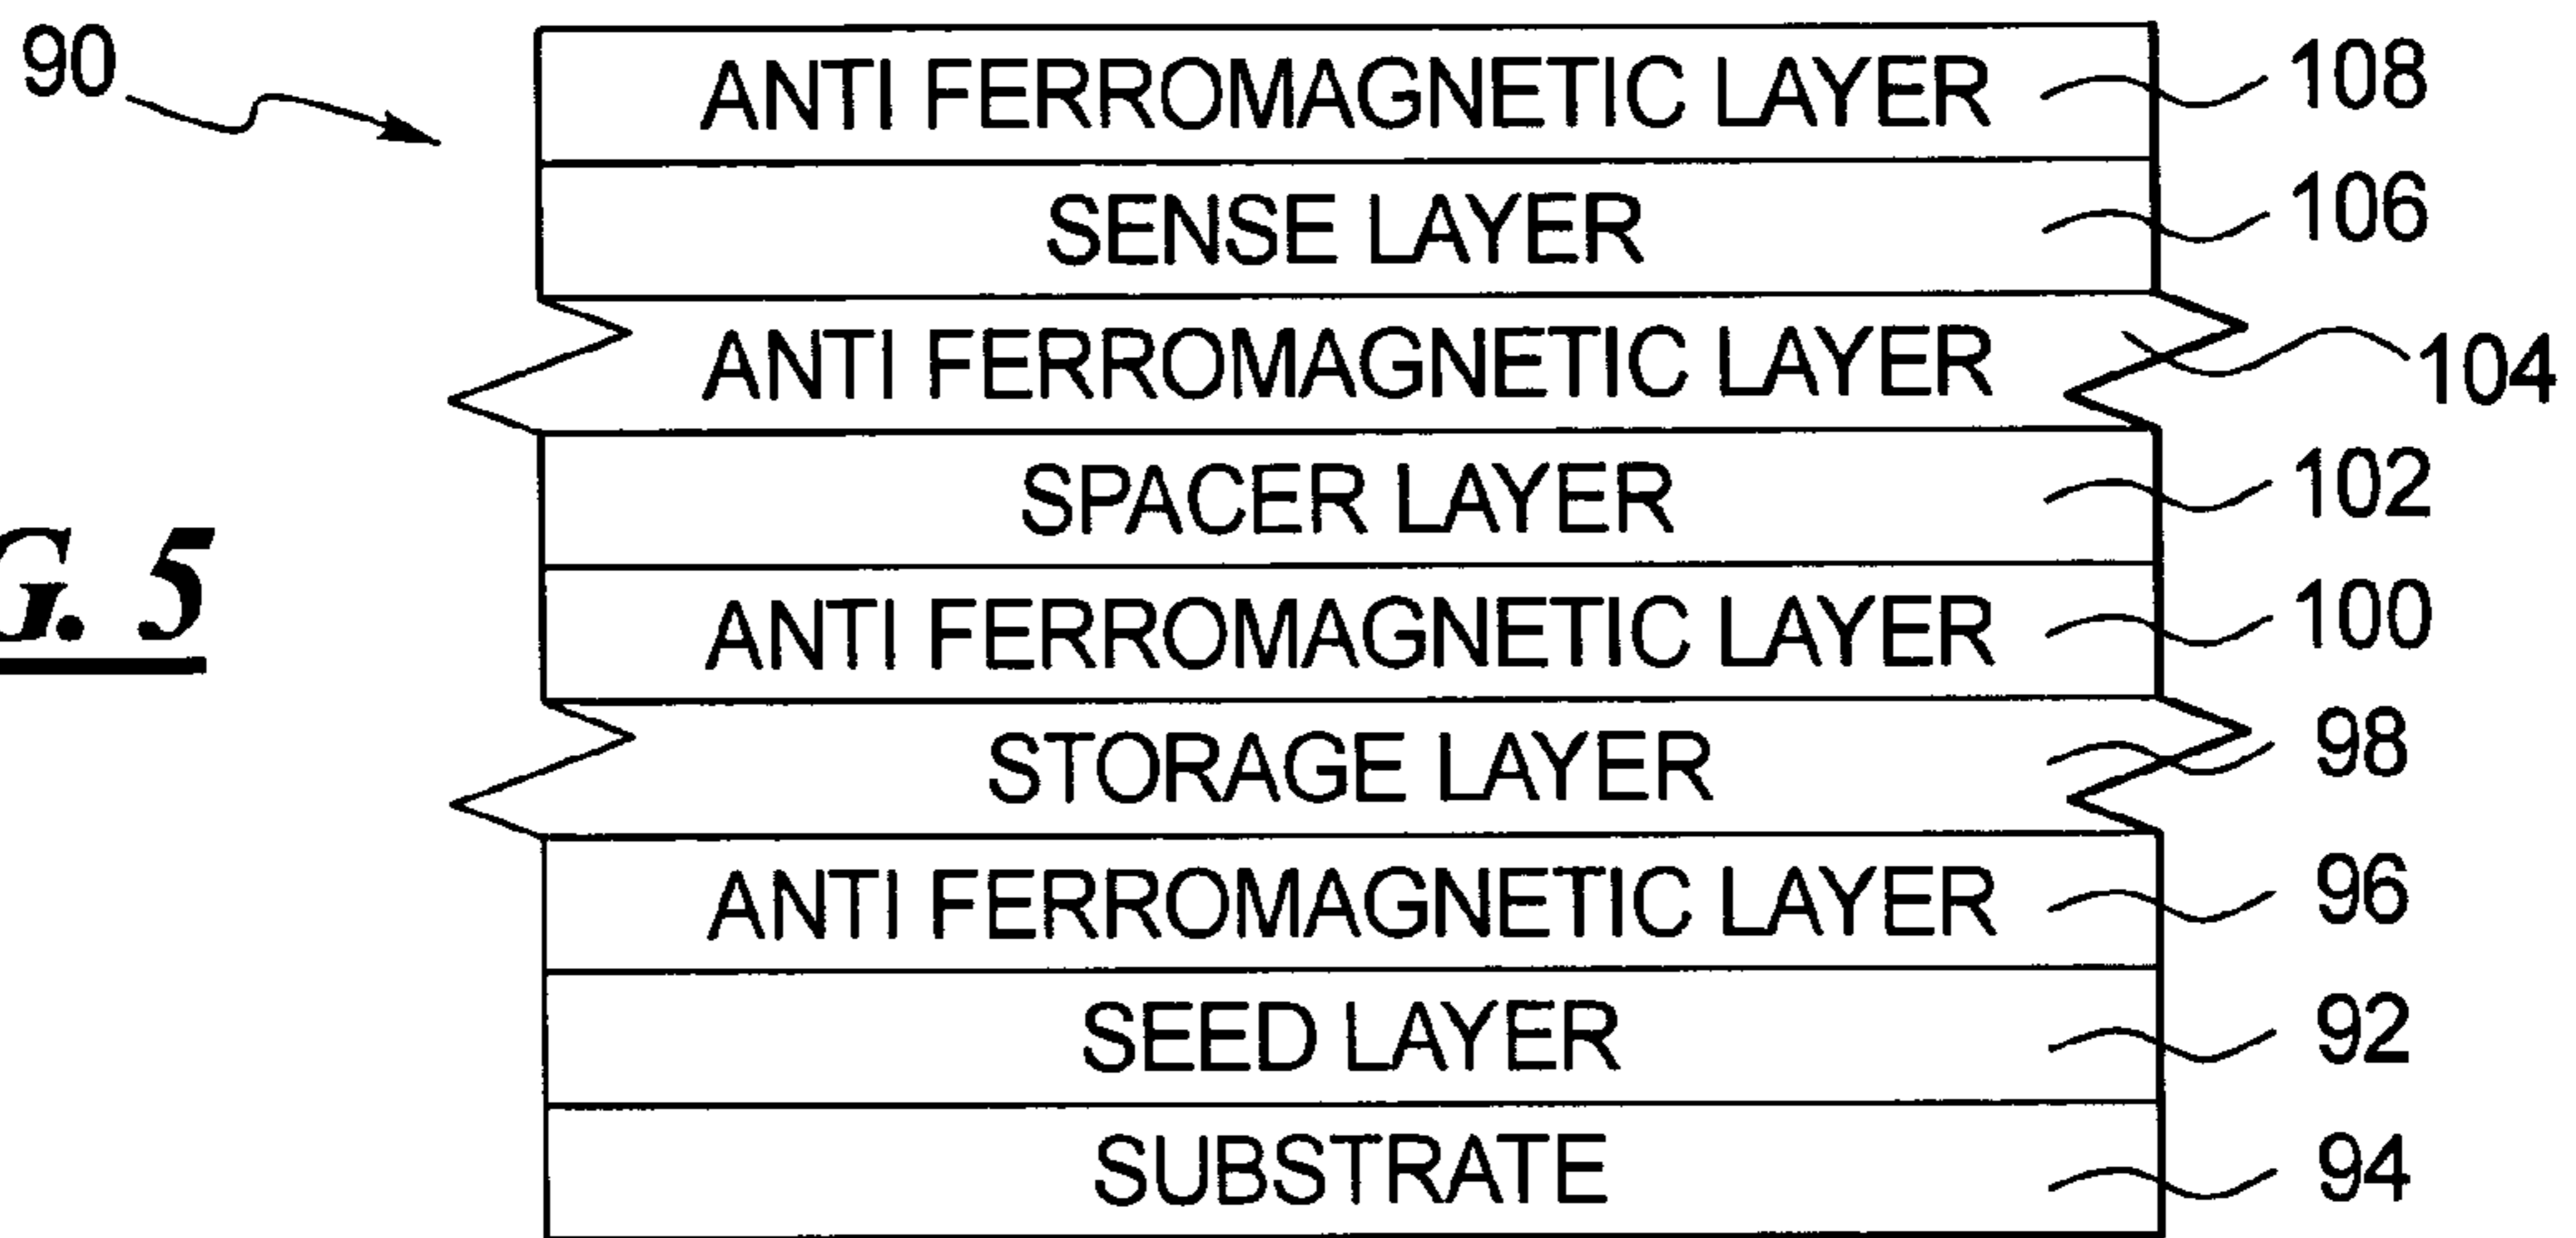 90
ANTI FERROMAGNETIC LAYER 108
SENSE LAYER 106
ANTI FERROMAGNETIC LAYER 104
SPACER LAYER 102
G. 5
ANTI FERROMAGNETIC LAYER 100
STORAGE LAYER 98
ANTI FERROMAGNETIC LAYER 96
SEED LAYER 92
SUBSTRATE 94